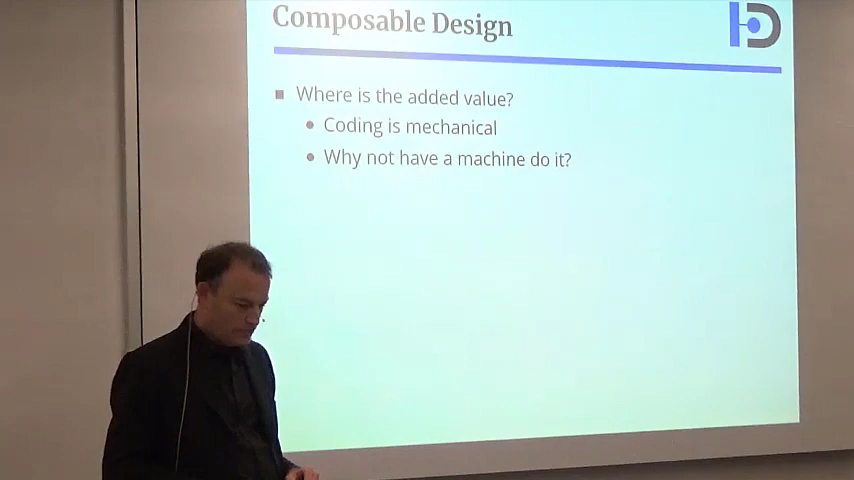 Composable Design
Where is the added value?
Coding is mechanical
Why not have a machine do it?